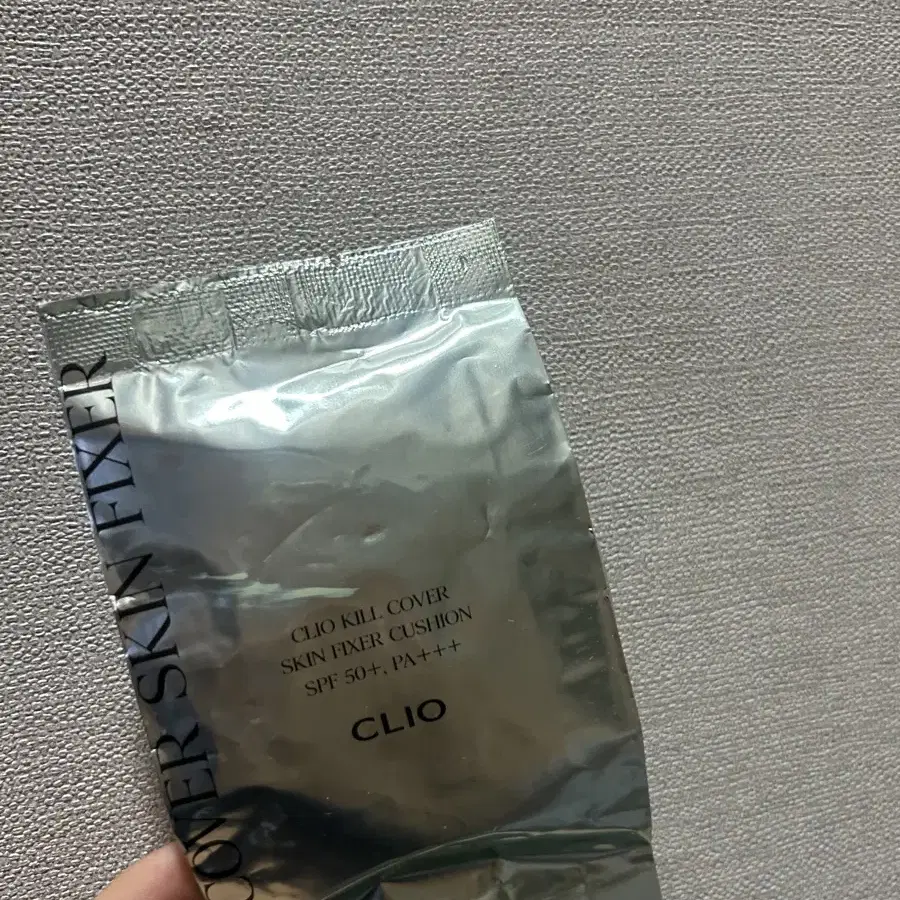 COVER SKIN FIXER
CLIO KILL COVER
SKIN FIXER CUSHION
SPF 50+, PA+++
CLIO